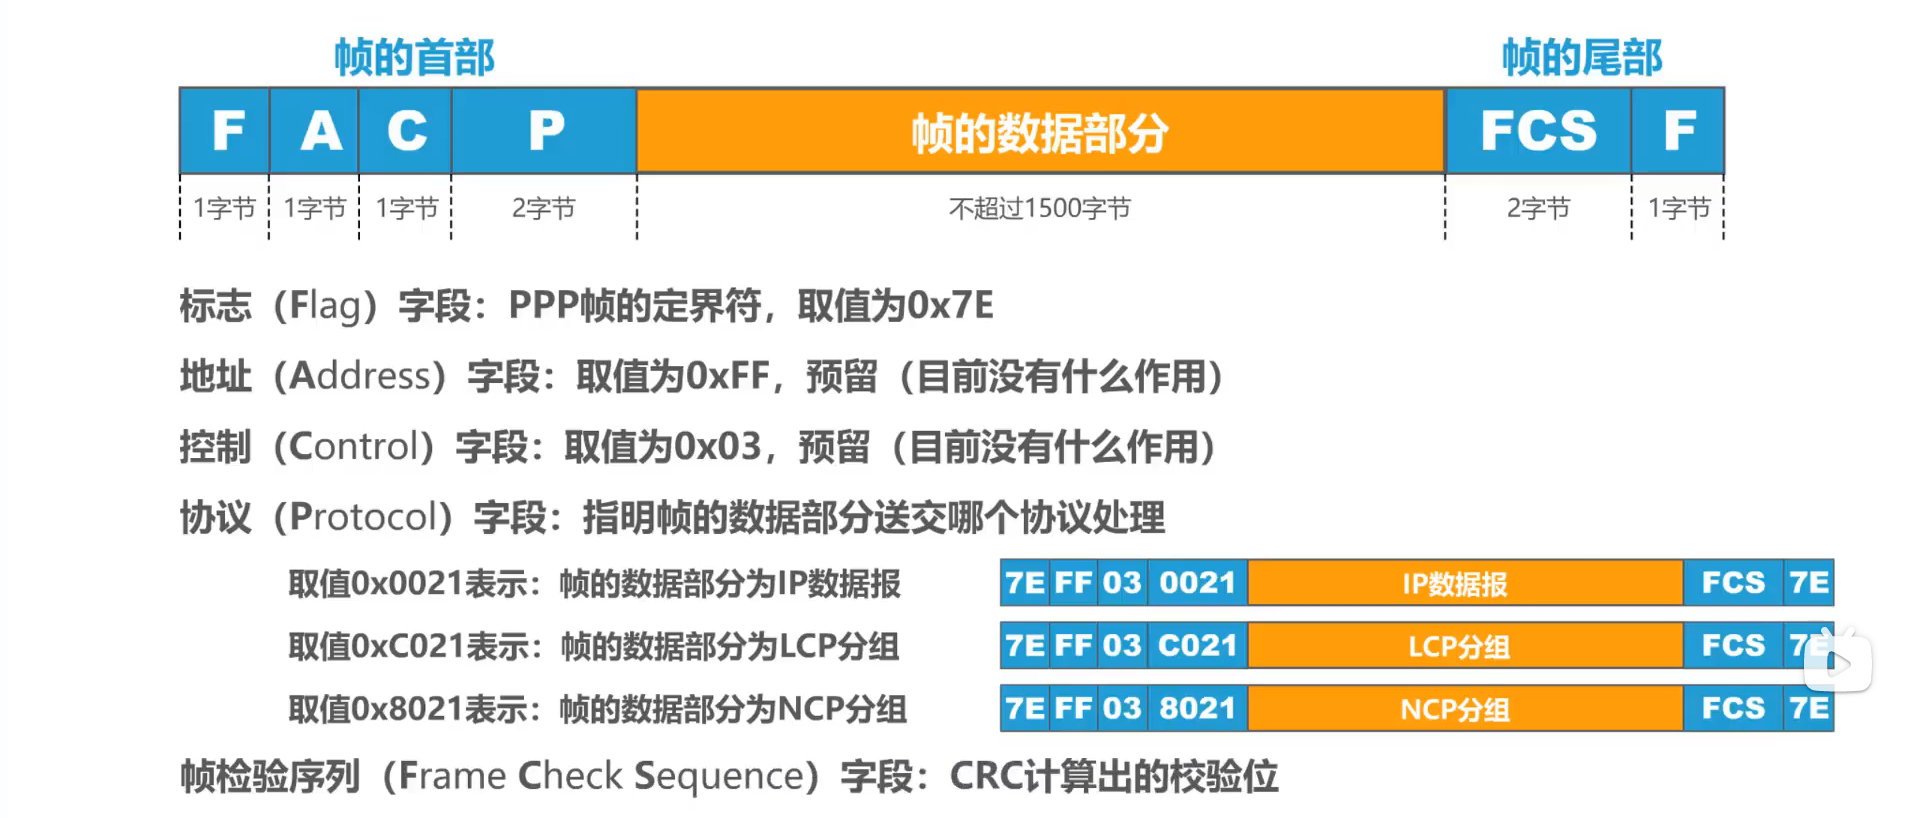 帧的首部 帧的尾部
F A C P 帧的数据部分 FCS F
1字节 1字节 1字节 2字节 不超过1500字节 2字节 1字节
标志（Flag）字段：PPP帧的定界符，取值为0x7E
地址（Address）字段：取值为0xFF，预留（目前没有什么作用）
控制（Control）字段：取值为0x03，预留（目前没有什么作用）
协议（Protocol）字段：指明帧的数据部分送交哪个协议处理
取值0x0021表示：帧的数据部分为IP数据报 7E FF 03 0021 IP数据报 FCS 7E
取值0xC021表示：帧的数据部分为LCP分组 7E FF 03 C021 LCP分组 FCS 7E
取值0x8021表示：帧的数据部分为NCP分组 7E FF 03 8021 NCP分组 FCS 7E
帧检验序列（Frame Check Sequence）字段：CRC计算出的校验位